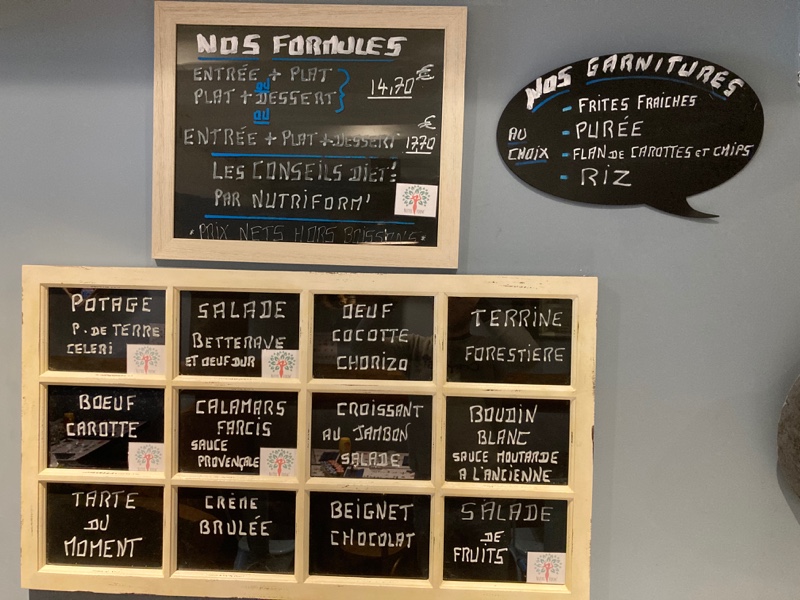 NOS FORMULES
ENTRÉE + PLAT
ou
PLAT + DESSERT
14,70 €
ou
ENTRÉE + PLAT + DESSERT 17,70 €
LES CONSEILS DIET'
PAR NUTRIFORM'
• PRIX NETS HORS BOISSONS •
NOS GARNITURES
AU CHOIX
- FRITES FRAICHES
- PURÉE
- FLAN DE CAROTTES ET CHIPS
- RIZ
POTAGE
P. DE TERRE
CELERI
SALADE
BETTERAVE
ET OEUF DUR
OEUF
COCOTTE
CHORIZO
TERRINE
FORESTIERE
BOEUF
CAROTTE
CALAMARS
FARCIS
SAUCE
PROVENÇALE
CROISSANT
AU JAMBON
SALADE
BOUDIN
BLANC
SAUCE MOUTARDE
A L'ANCIENNE
TARTE
DU
MOMENT
CRÈME
BRULÉE
BEIGNET
CHOCOLAT
SALADE
DE
FRUITS